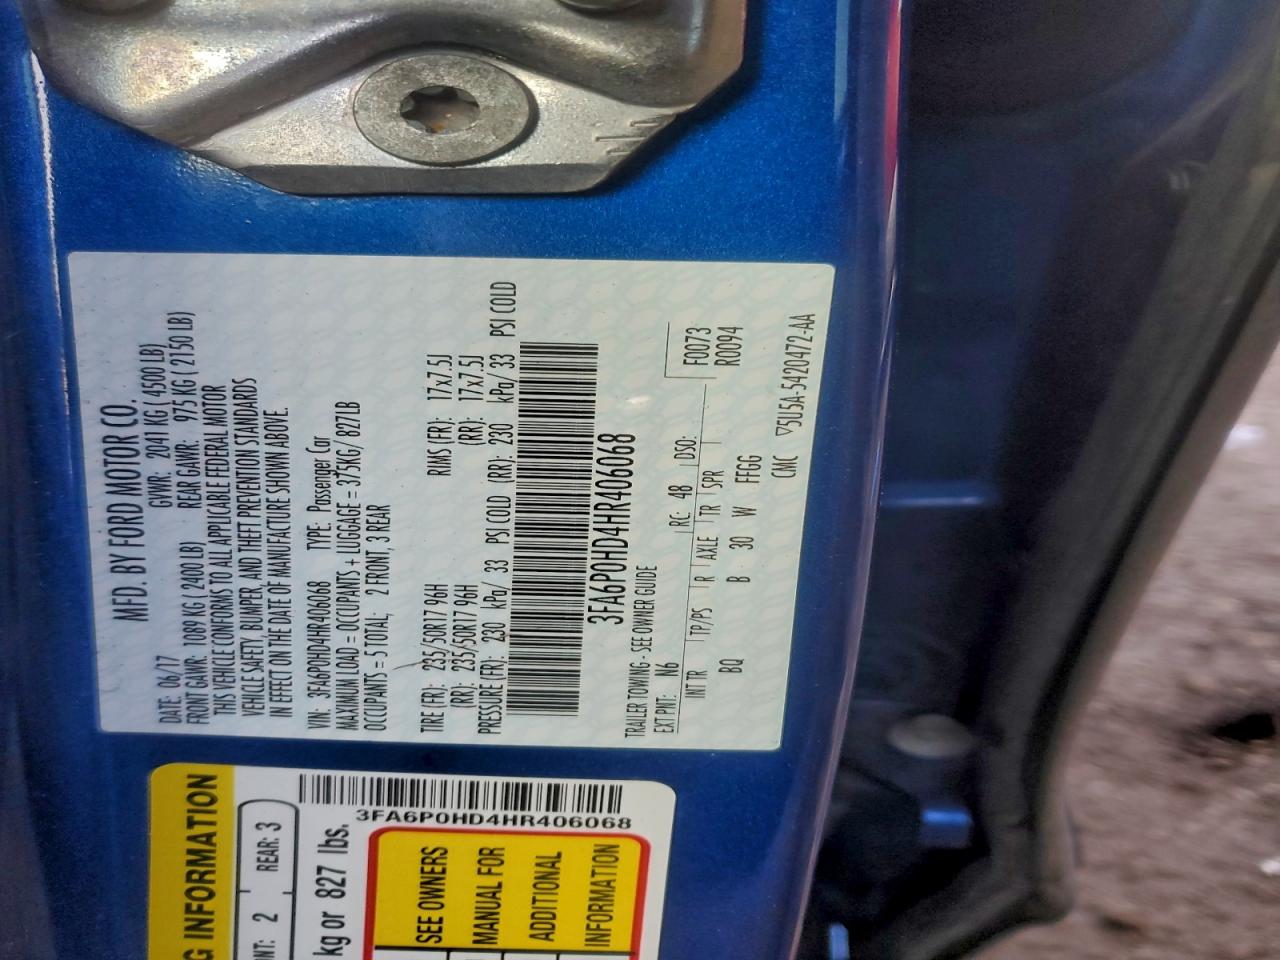 MFD. BY FORD MOTOR CO.
DATE: 06/17 GVWR: 2041 KG ( 4500 LB)
FRONT GAWR: 1089 KG ( 2400 LB) REAR GAWR: 975 KG ( 2150 LB)
THIS VEHICLE CONFORMS TO ALL APPLICABLE FEDERAL MOTOR
VEHICLE SAFETY, BUMPER, AND THEFT PREVENTION STANDARDS
IN EFFECT ON THE DATE OF MANUFACTURE SHOWN ABOVE.
VIN: 3FA6P0HD4HR406068 TYPE: Passenger Car
MAXIMUM LOAD = OCCUPANTS + LUGGAGE = 375KG/ 827LB
OCCUPANTS = 5 TOTAL; 2 FRONT, 3 REAR
TIRE (FR): 235/50R17 96H RIMS (FR): 17x7.5J
(RR): 235/50R17 96H (RR): 17x7.5J
PRESSURE (FR): 230 kPa/ 33 PSI COLD (RR): 230 kPa/ 33 PSI COLD
3FA6P0HD4HR406068
TRAILER TOWING - SEE OWNER GUIDE
EXT PNT: N6 RC: 48 DSO: F0073
INT TR TP/PS R AXLE TR SPR R0094
BQ B 30 W FFGG
CMC ▽5U5A-5420472-AA
G INFORMATION
NT: 2 REAR: 3
kg or 827 lbs.
3FA6P0HD4HR406068
SEE OWNERS
MANUAL FOR
ADDITIONAL
INFORMATION